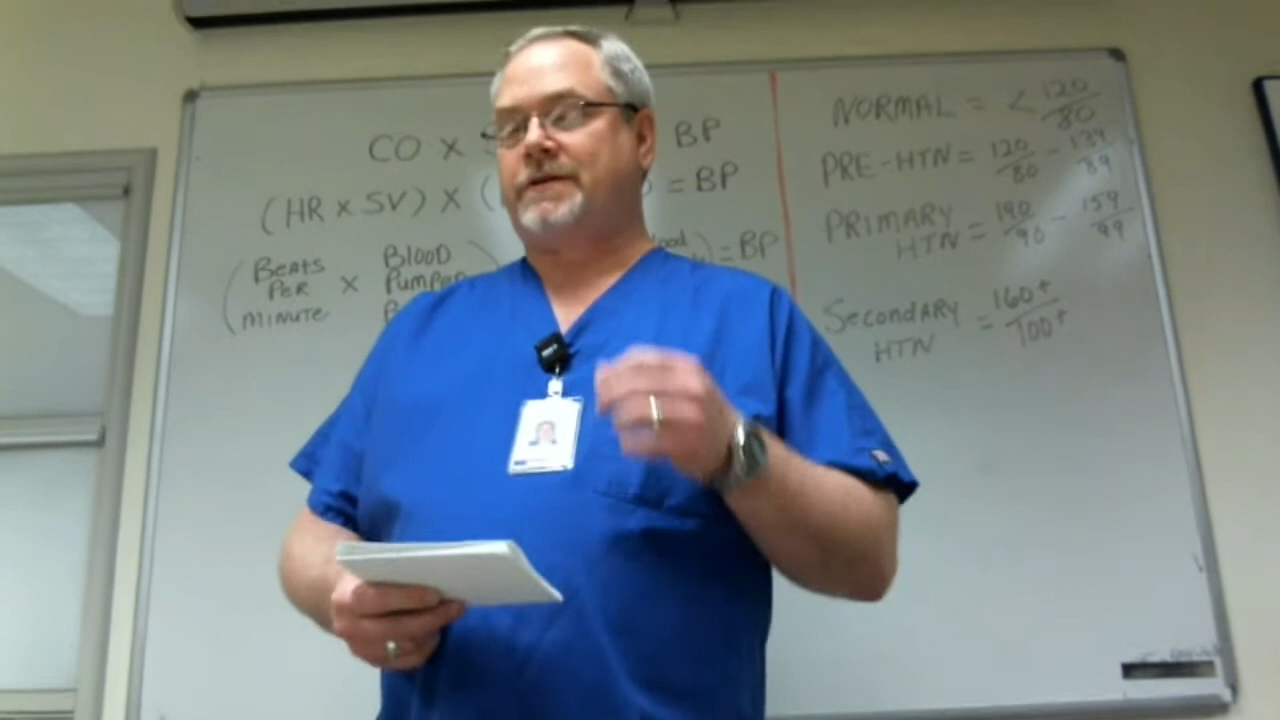 CO X S BP
(HR X SV) X ( ) = BP
(BEATS PER MINUTE X BLOOD PUMPED ) = BP
NORMAL = < 120/80
PRE-HTN = 120/80 - 139/89
PRIMARY HTN = 140/90 - 159/99
Secondary HTN = 160+/100+